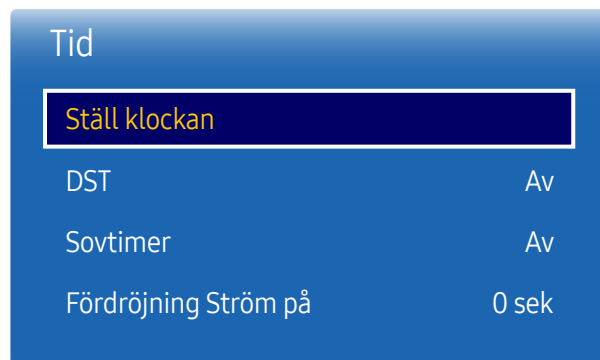 Tid
Ställ klockan
DST Av
Sovtimer Av
Fördröjning Ström på 0 sek